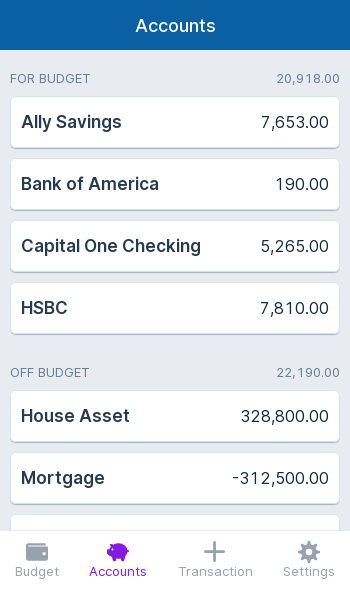 Accounts
FOR BUDGET 20,918.00
Ally Savings 7,653.00
Bank of America 190.00
Capital One Checking 5,265.00
HSBC 7,810.00
OFF BUDGET 22,190.00
House Asset 328,800.00
Mortgage -312,500.00
Budget Accounts Transaction Settings